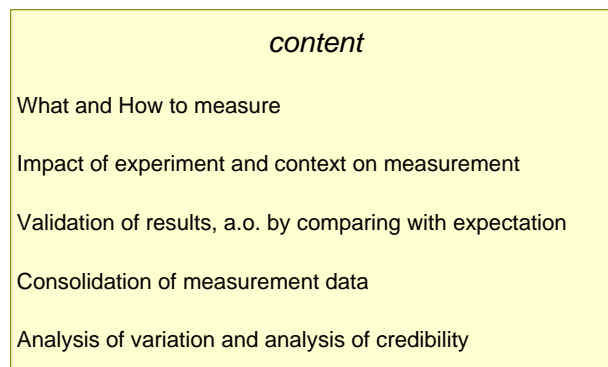 content
What and How to measure
Impact of experiment and context on measurement
Validation of results, a.o. by comparing with expectation
Consolidation of measurement data
Analysis of variation and analysis of credibility